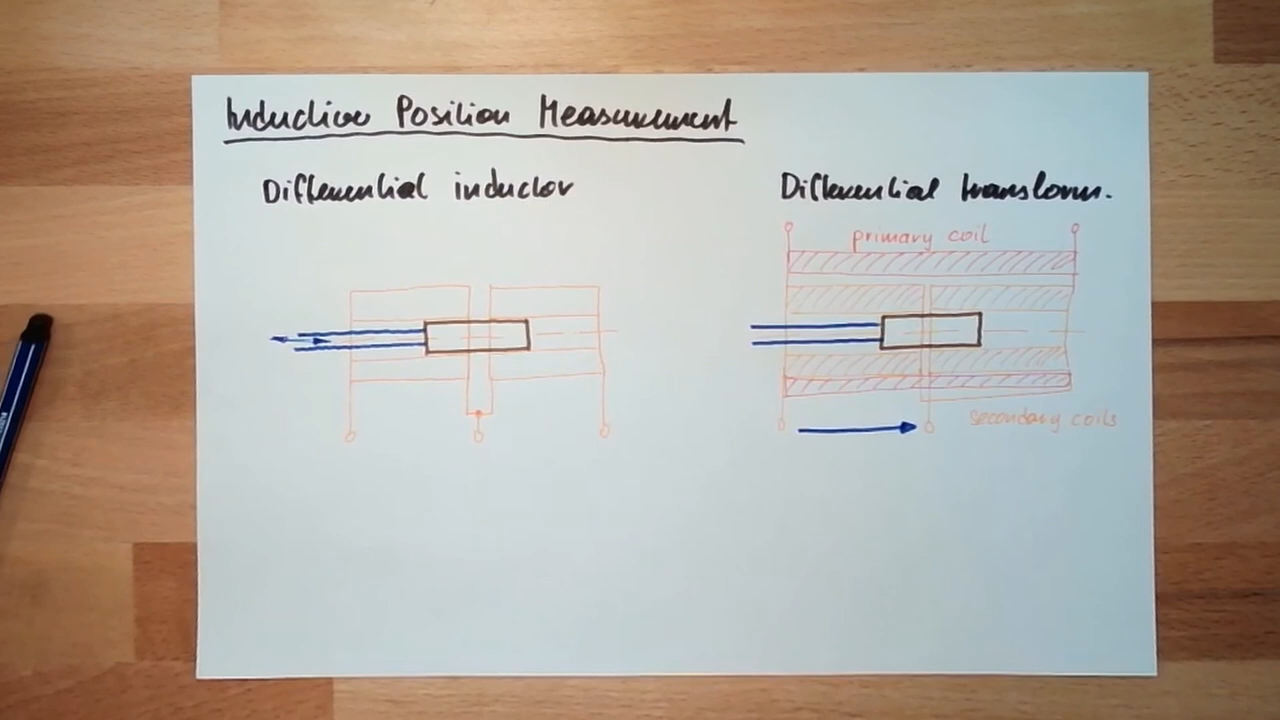 Inductive Position Measurement
Differential inductor
Differential transform.
primary coil
secondary coils